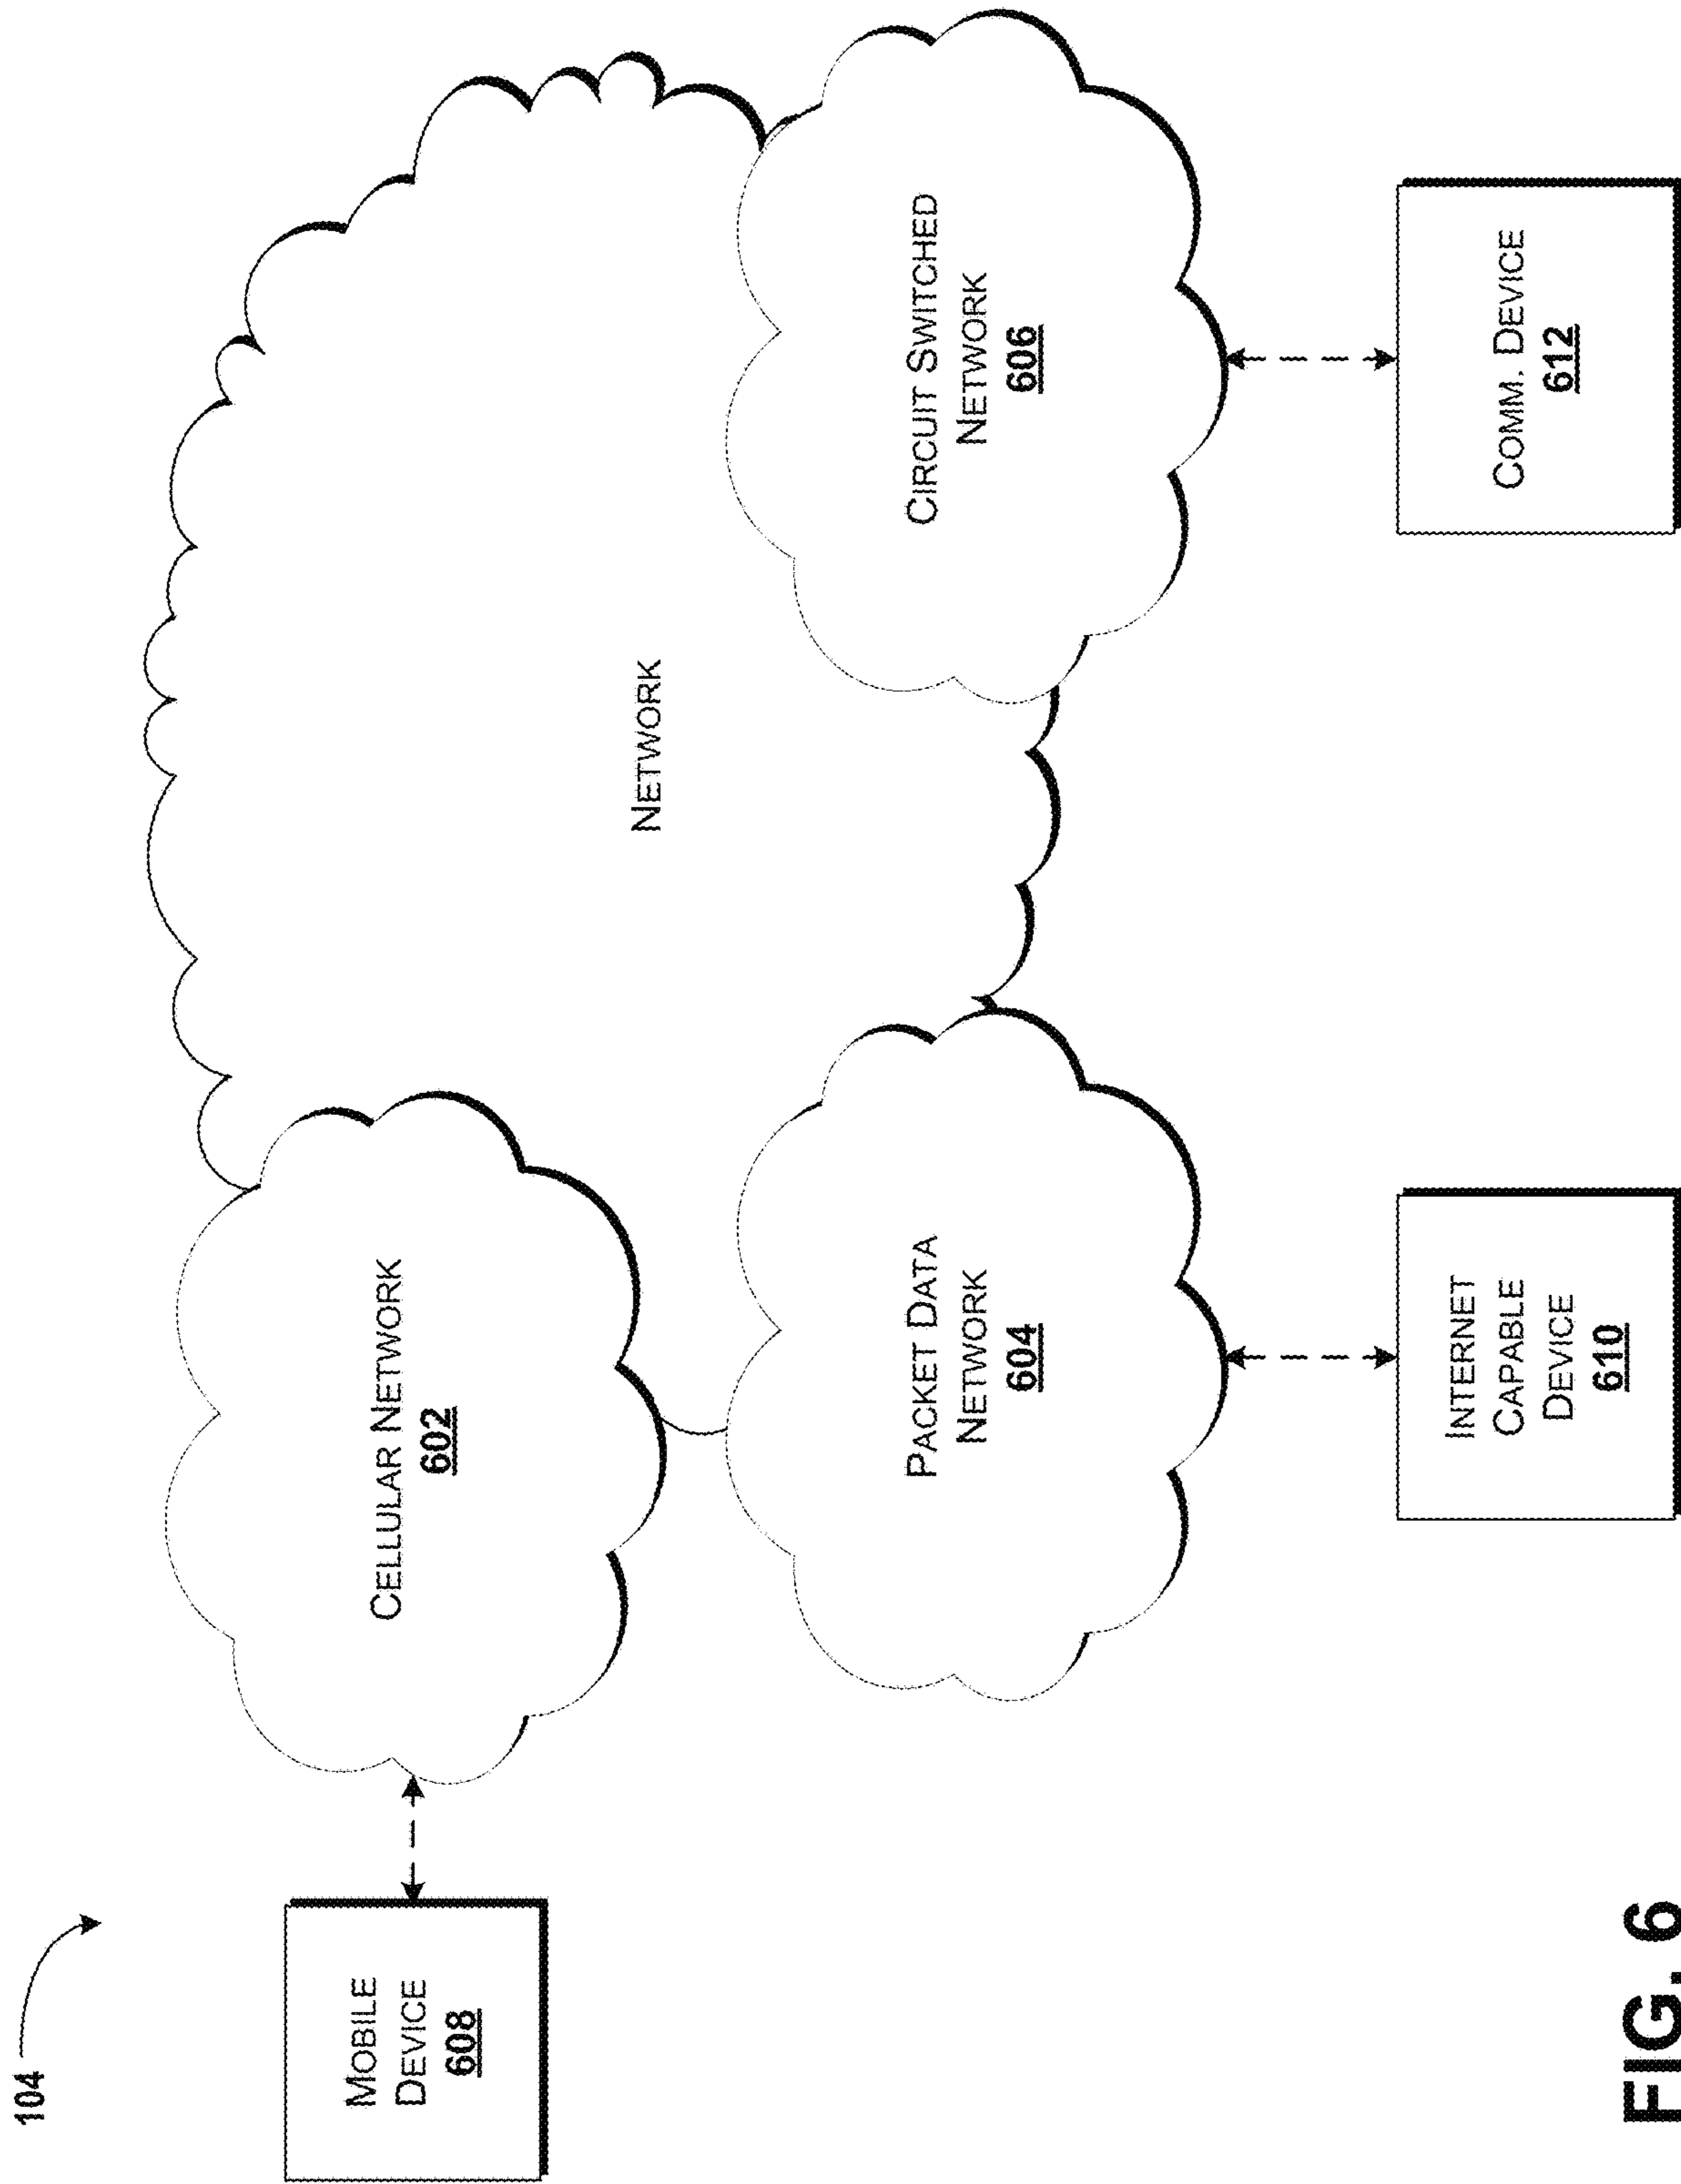 104
MOBILE
DEVICE
608
CELLULAR NETWORK
602
NETWORK
PACKET DATA
NETWORK
604
CIRCUIT SWITCHED
NETWORK
606
INTERNET
CAPABLE
DEVICE
610
COMM. DEVICE
612
FIG. 6